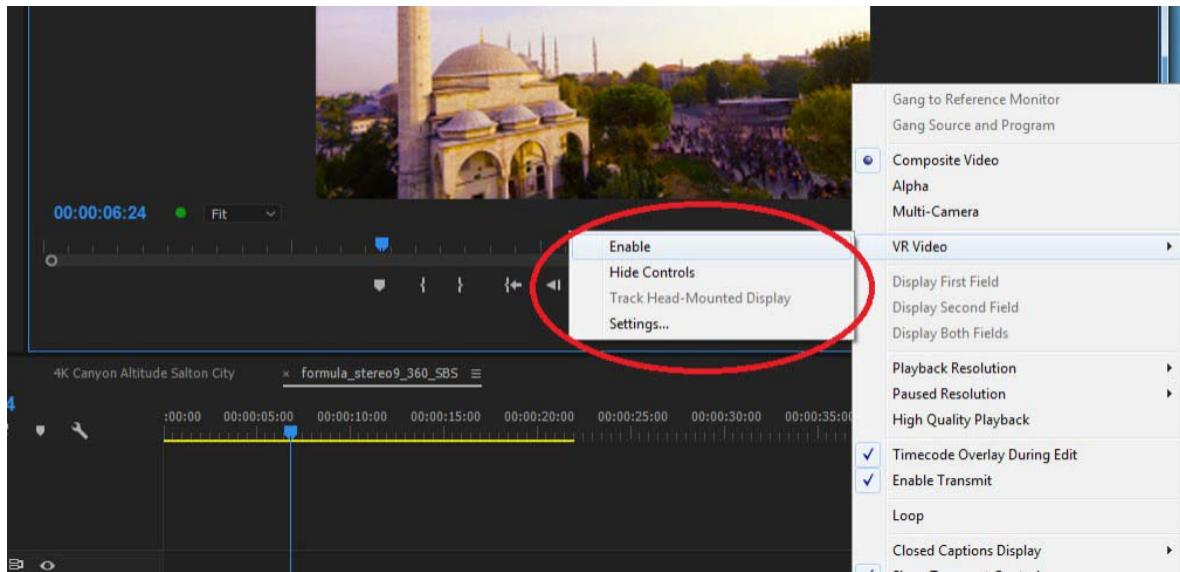 Gang to Reference Monitor
Gang Source and Program
Composite Video
Alpha
Multi-Camera
00:00:06:24
Fit
VR Video
Enable
Hide Controls
Track Head-Mounted Display
Settings...
Display First Field
Display Second Field
Display Both Fields
4K Canyon Altitude Salton City
× formula_stereo9_360_SBS
Playback Resolution
Paused Resolution
High Quality Playback
4
:00:00 00:00:05:00 00:00:10:00 00:00:15:00 00:00:20:00 00:00:25:00 00:00:30:00 00:00:35:00
Timecode Overlay During Edit
Enable Transmit
Loop
Closed Captions Display